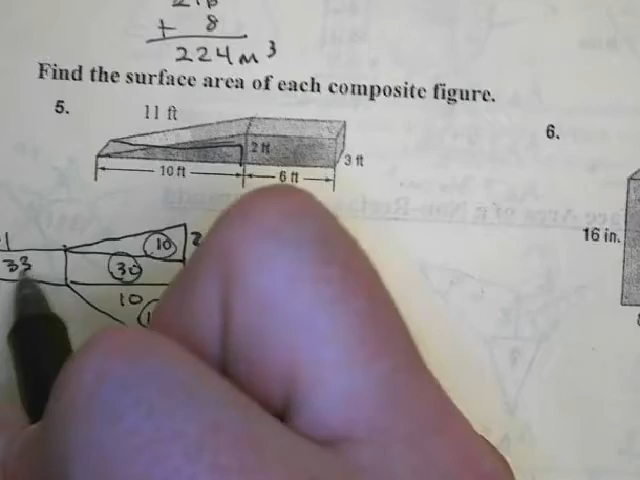 + 8
224m³
Find the surface area of each composite figure.
5.
11 ft
6.
2 ft
3 ft
10 ft
6 ft
16 in.
10
2
33
30
10